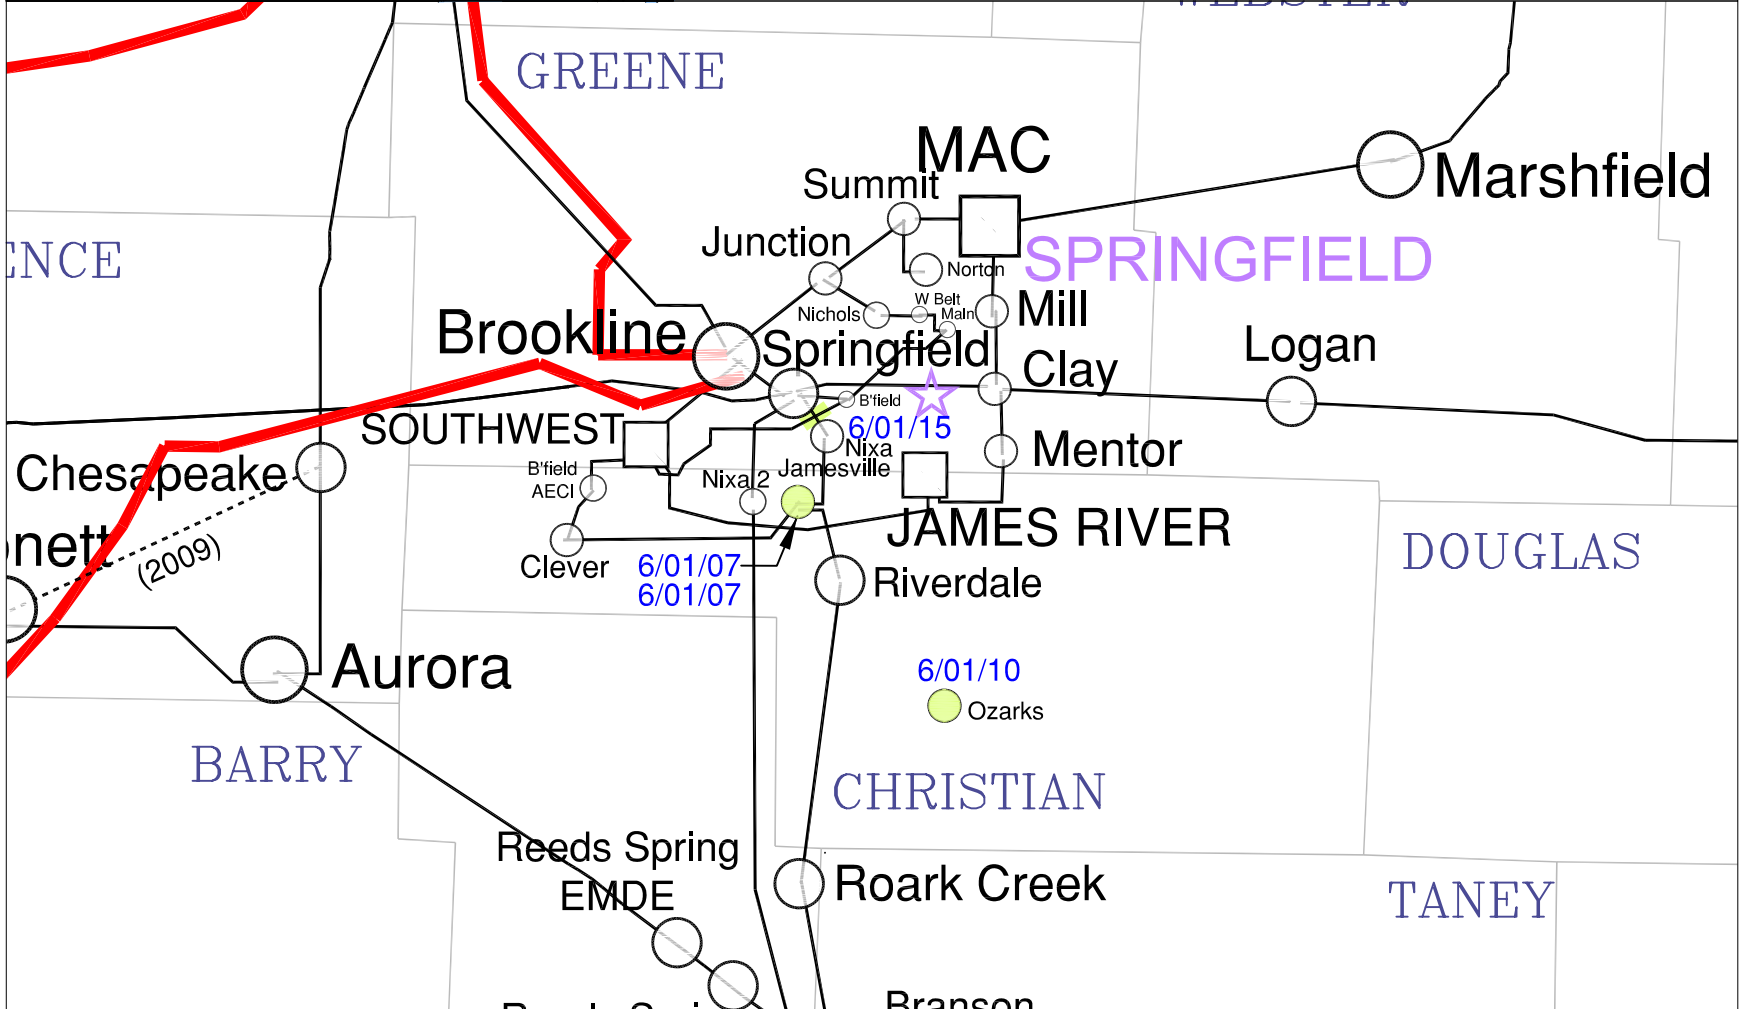 GREENE
MAC
Summit
Marshfield
Junction
SPRINGFIELD
ENCE
Norton
W Belt
Nichols
Main
Mill
Brookline
Springfield
Logan
Clay
B'field
SOUTHWEST
6/01/15
Nixa
Mentor
Chesapeake
B'field
AECI
Nixa 2
Jamesville
JAMES RIVER
nett
(2009)
DOUGLAS
Clever
6/01/07
6/01/07
Riverdale
Aurora
6/01/10
Ozarks
BARRY
CHRISTIAN
Reeds Spring
EMDE
Roark Creek
TANEY
Branson